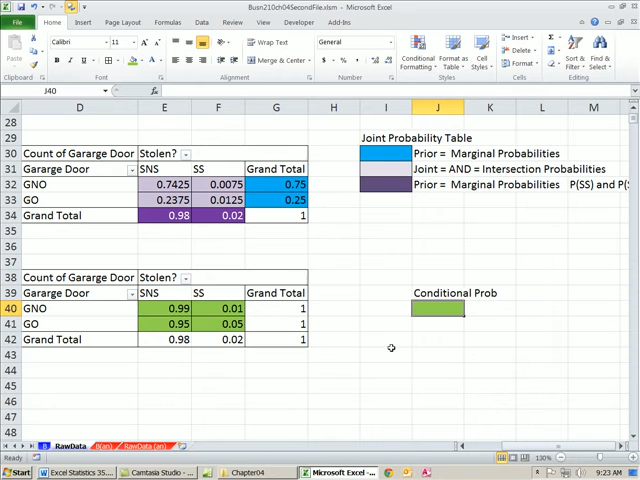 Busn210ch04SecondFile.xlsm - Microsoft Excel
File Home Insert Page Layout Formulas Data Review View Developer Add-Ins
Calibri 11 Wrap Text General Insert
Paste B I U Merge & Center $ % , Conditional Formatting Format as Table Cell Styles Delete Format Sort & Filter Find & Select
Clipboard Font Alignment Number Styles Cells Editing
J40 fx
D E F G H I J K L M
28
29 Joint Probability Table
30 Count of Gararge Door Stolen? Prior = Marginal Probabilities
31 Gararge Door SNS SS Grand Total Joint = AND = Intersection Probabilities
32 GNO 0.7425 0.0075 0.75 Prior = Marginal Probabilities P(SS) and P(S
33 GO 0.2375 0.0125 0.25
34 Grand Total 0.98 0.02 1
35
36
37
38 Count of Gararge Door Stolen?
39 Gararge Door SNS SS Grand Total Conditional Prob
40 GNO 0.99 0.01 1
41 GO 0.95 0.05 1
42 Grand Total 0.98 0.02 1
43
44
45
46
47
48
B RawData B(an) RawData (an)
Ready 130%
Start Excel Statistics 35.... Camtasia Studio - ... Chapter04 Microsoft Excel - ... 9:23 AM